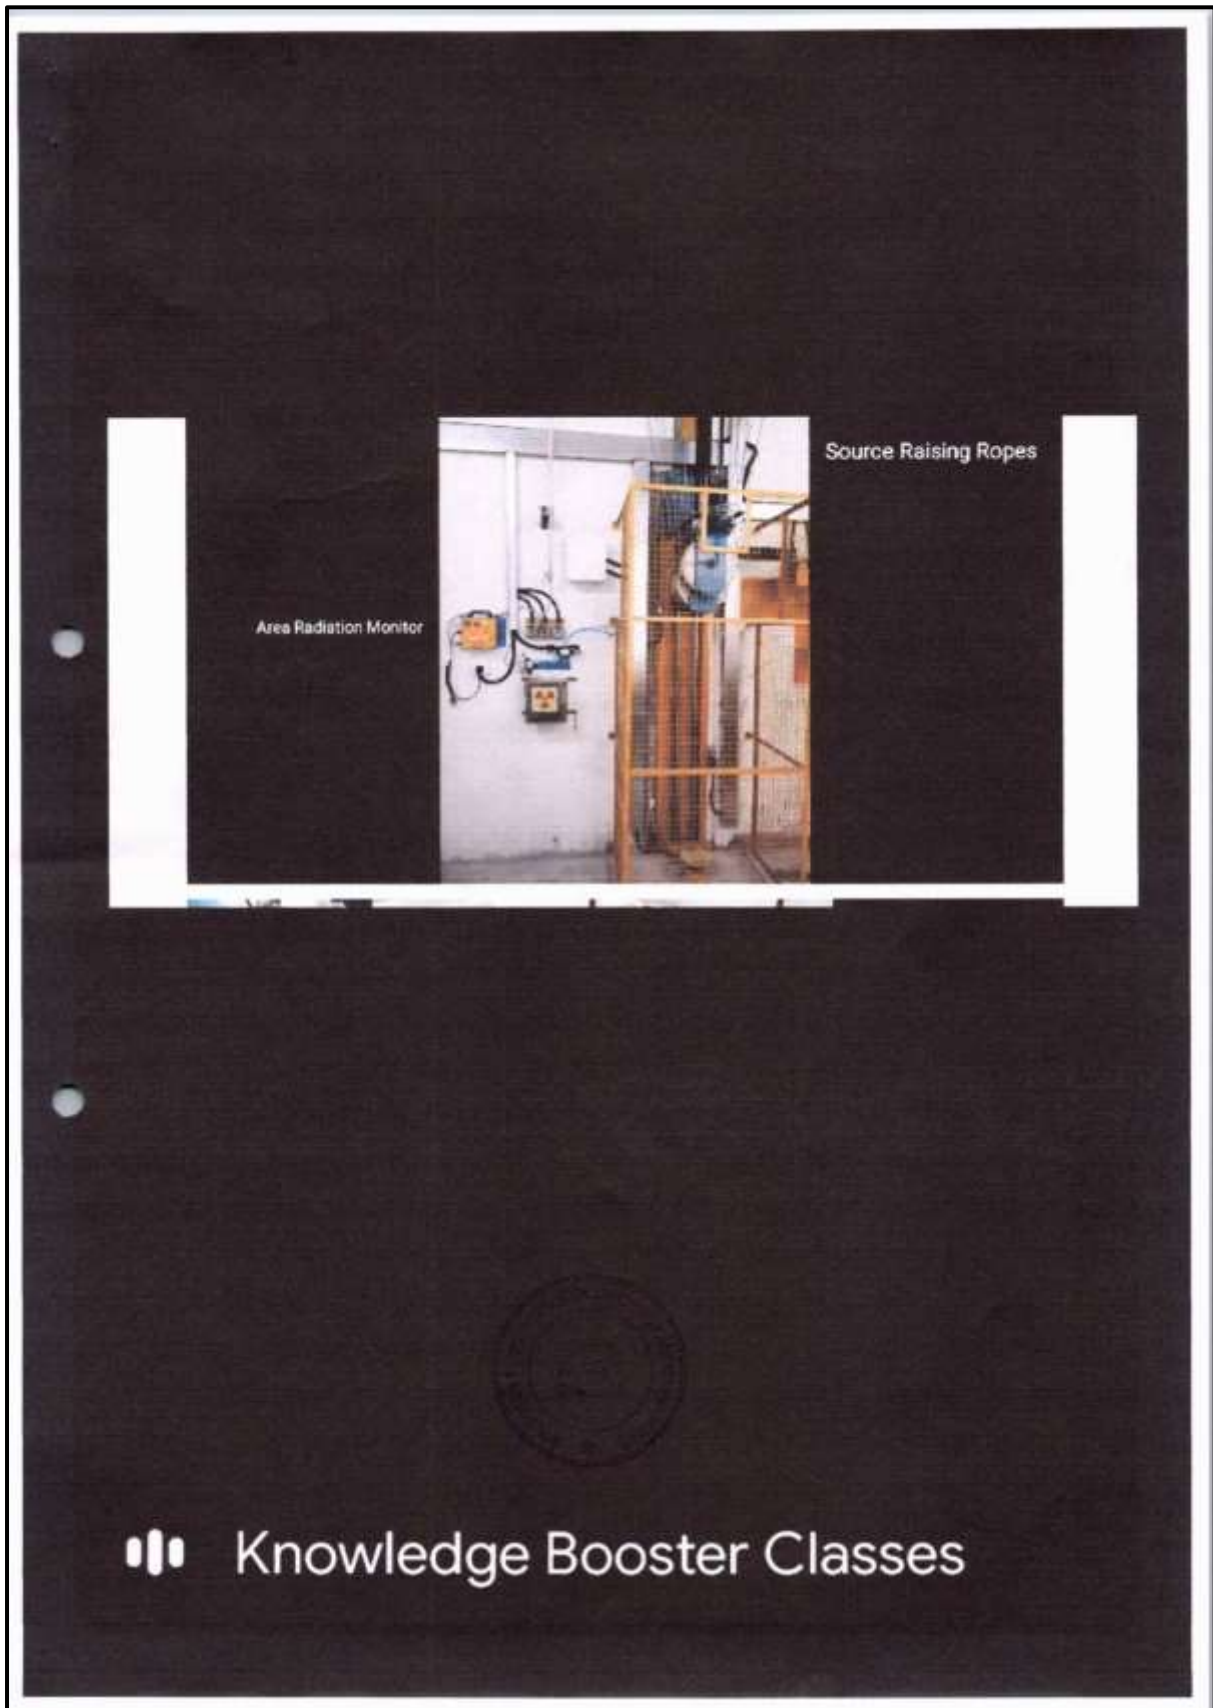 Source Raising Ropes
Area Radiation Monitor
Knowledge Booster Classes